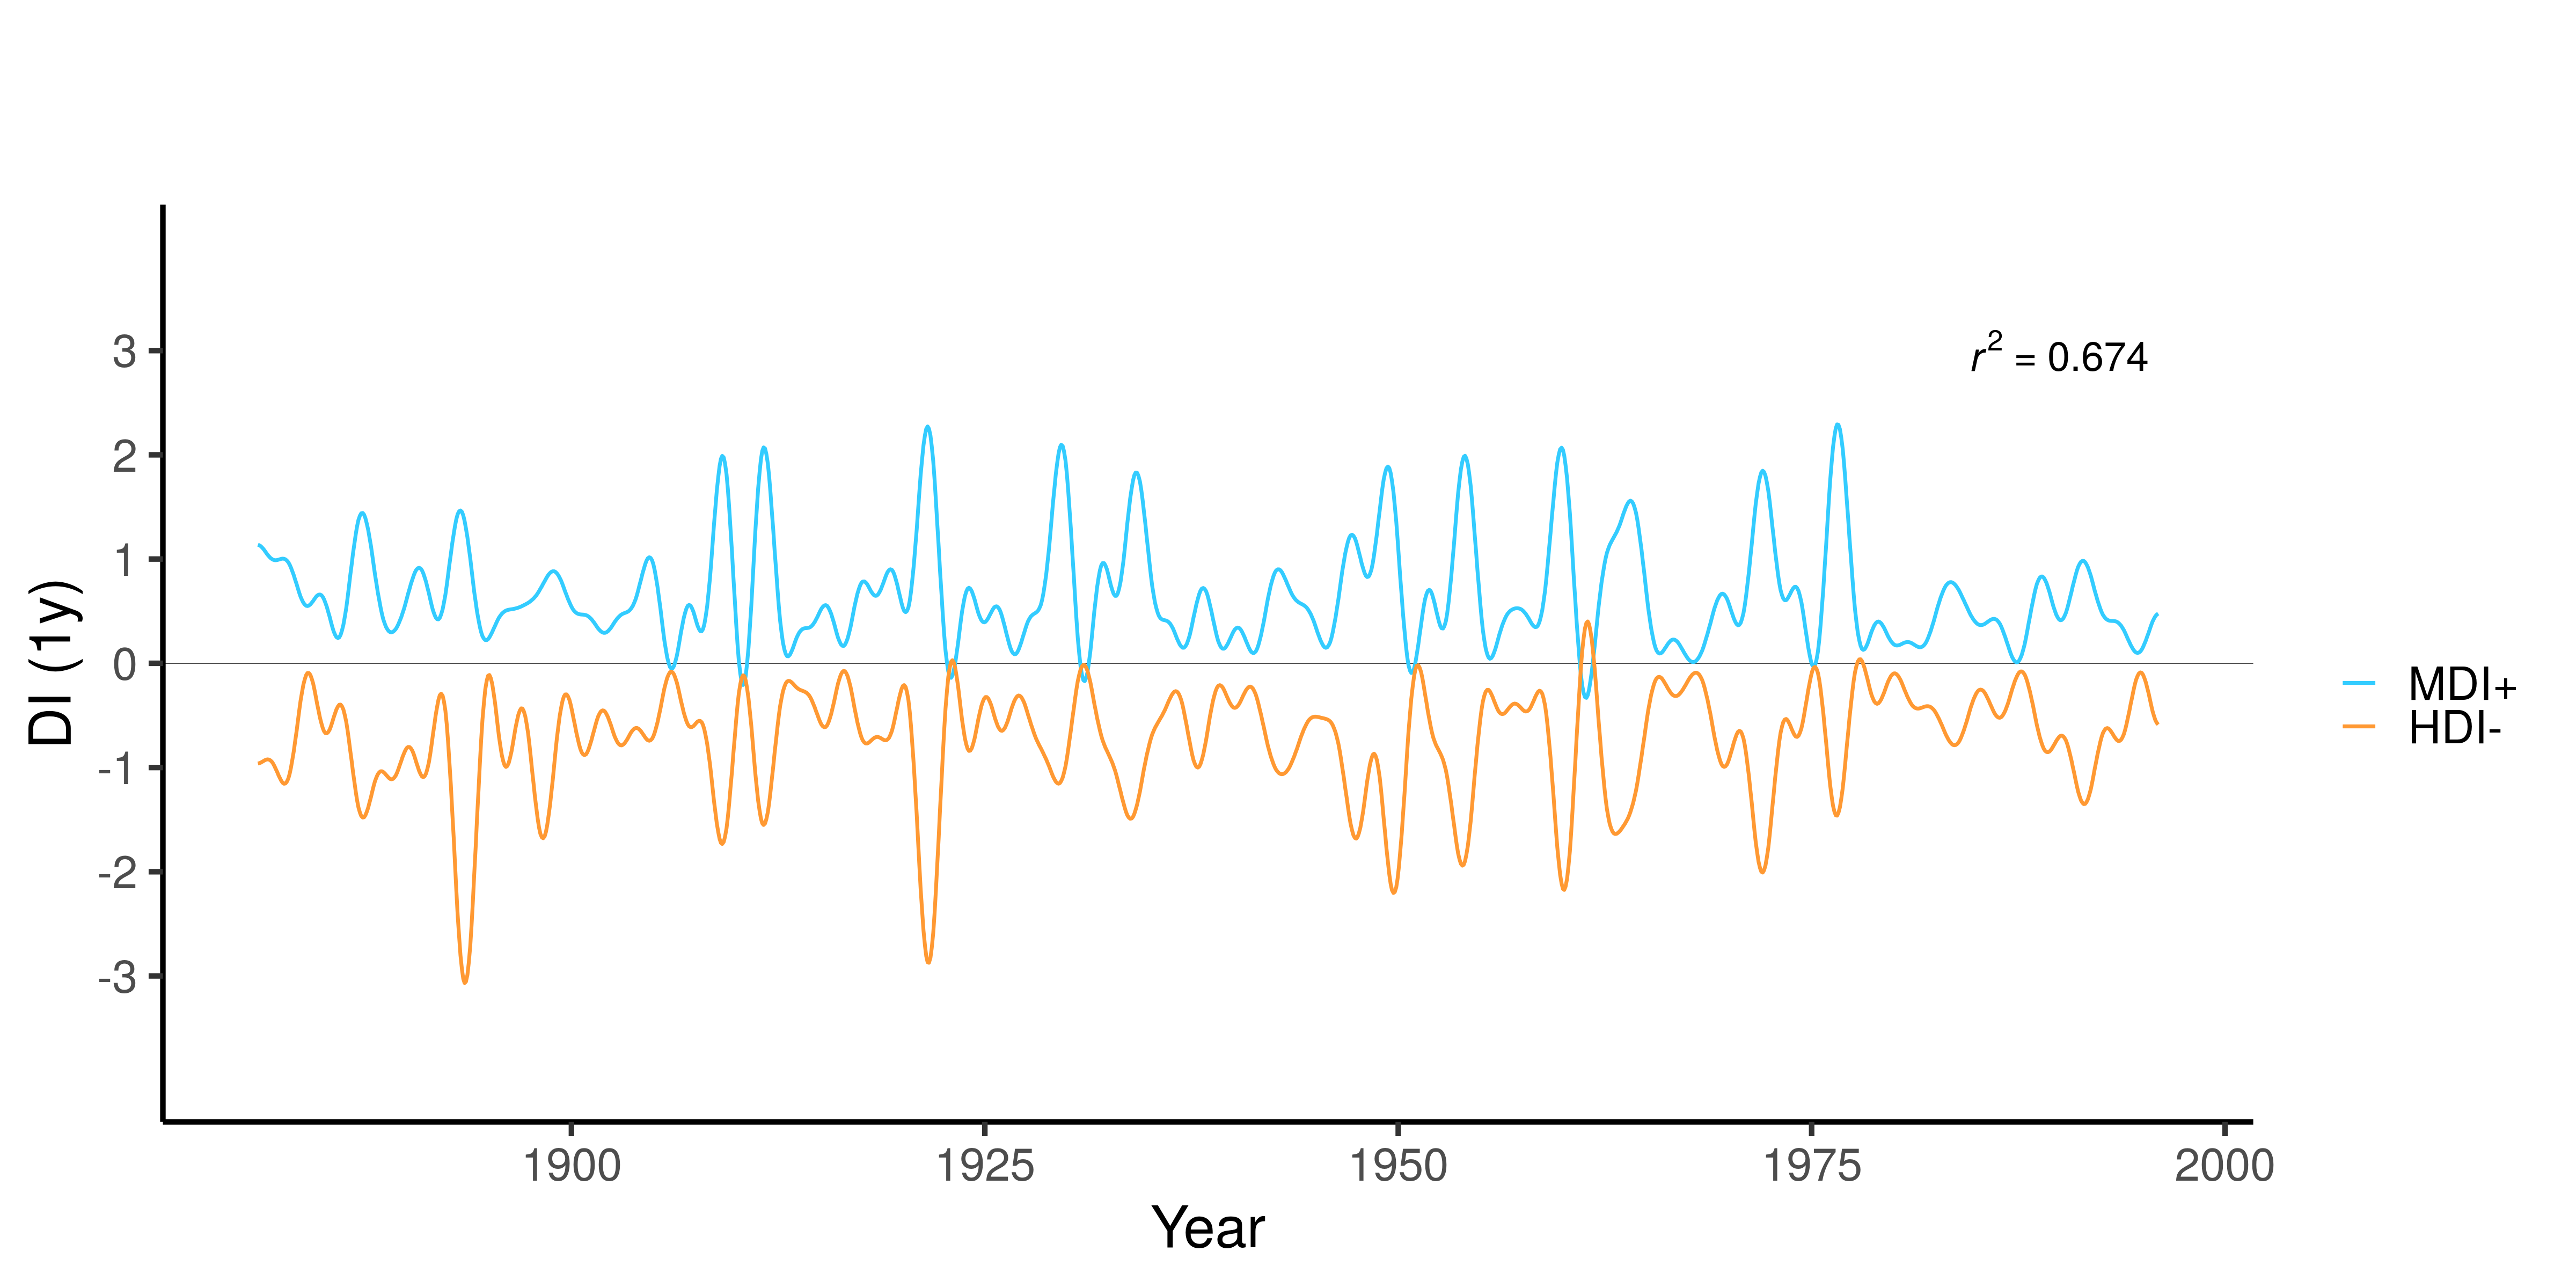 3
r² = 0.674
2
1
0
-1
-2
-3
DI (1y)
MDI+
HDI-
1900 1925 1950 1975 2000
Year